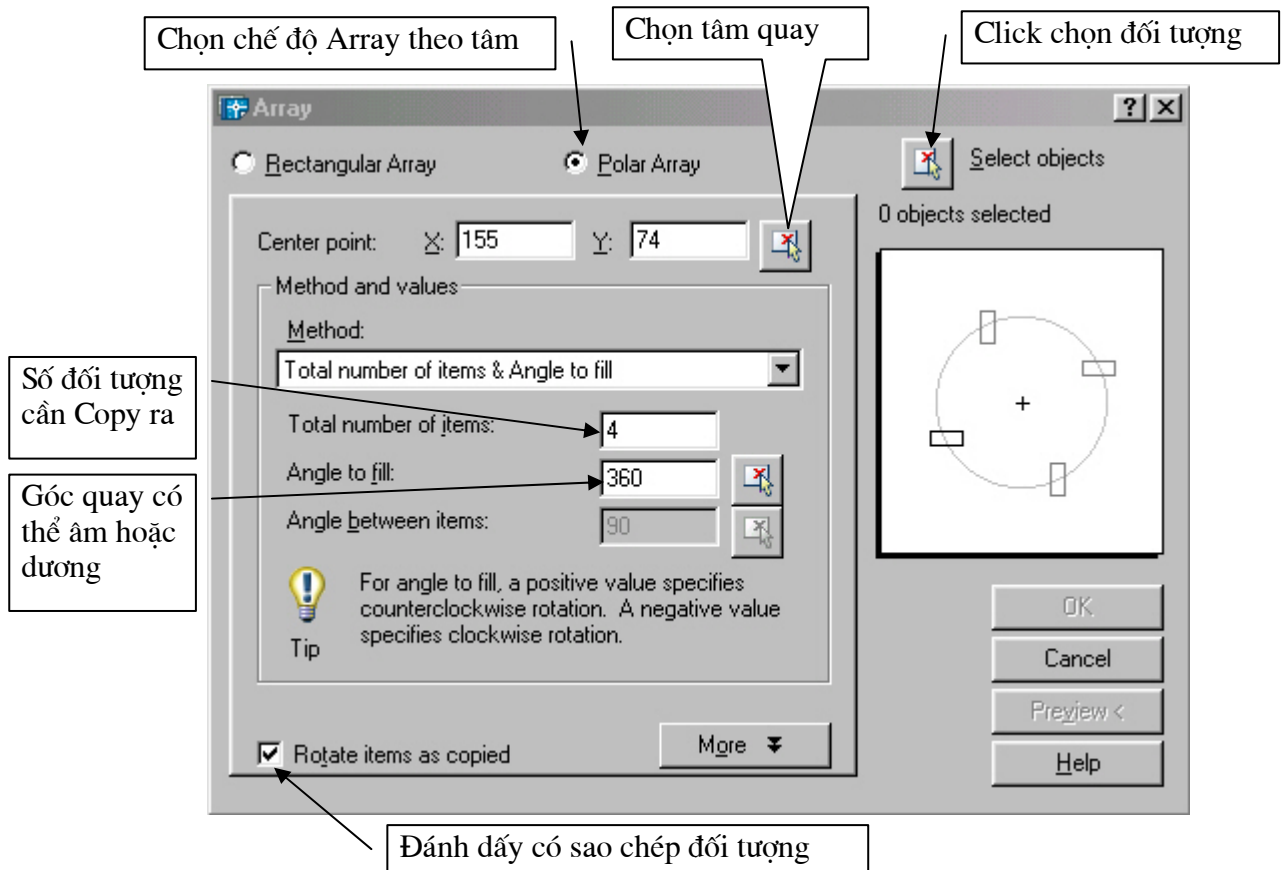 Chọn chế độ Array theo tâm
Chọn tâm quay
Click chọn đối tượng
Array
Rectangular Array
Polar Array
Select objects
0 objects selected
Center point: X: 155 Y: 74
Method and values
Method:
Total number of items & Angle to fill
Số đối tượng
cần Copy ra
Total number of items: 4
Angle to fill: 360
Góc quay có
thể âm hoặc
dương
Angle between items: 90
For angle to fill, a positive value specifies
counterclockwise rotation. A negative value
specifies clockwise rotation.
Tip
OK
Cancel
Preview <
Help
Rotate items as copied
More
Đánh dấy có sao chép đối tượng